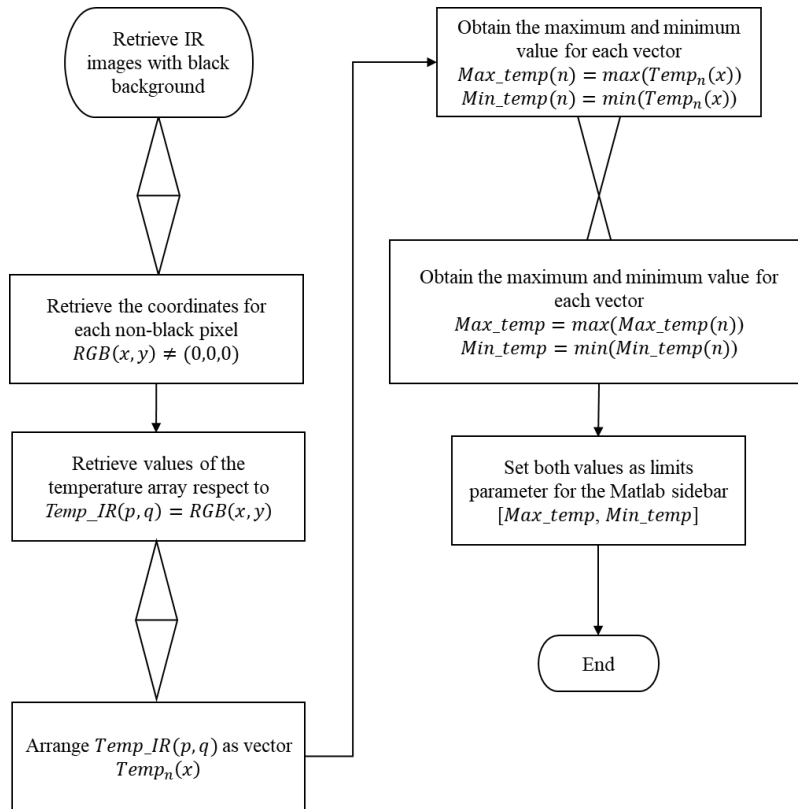 Retrieve IR
images with black
background
Retrieve the coordinates for
each non-black pixel
RGB(x, y) ≠ (0,0,0)
Retrieve values of the
temperature array respect to
Temp_IR(p, q) = RGB(x, y)
Arrange Temp_IR(p, q) as vector
Tempₙ(x)
Obtain the maximum and minimum
value for each vector
Max_temp(n) = max(Tempₙ(x))
Min_temp(n) = min(Tempₙ(x))
Obtain the maximum and minimum value for
each vector
Max_temp = max(Max_temp(n))
Min_temp = min(Min_temp(n))
Set both values as limits
parameter for the Matlab sidebar
[Max_temp, Min_temp]
End